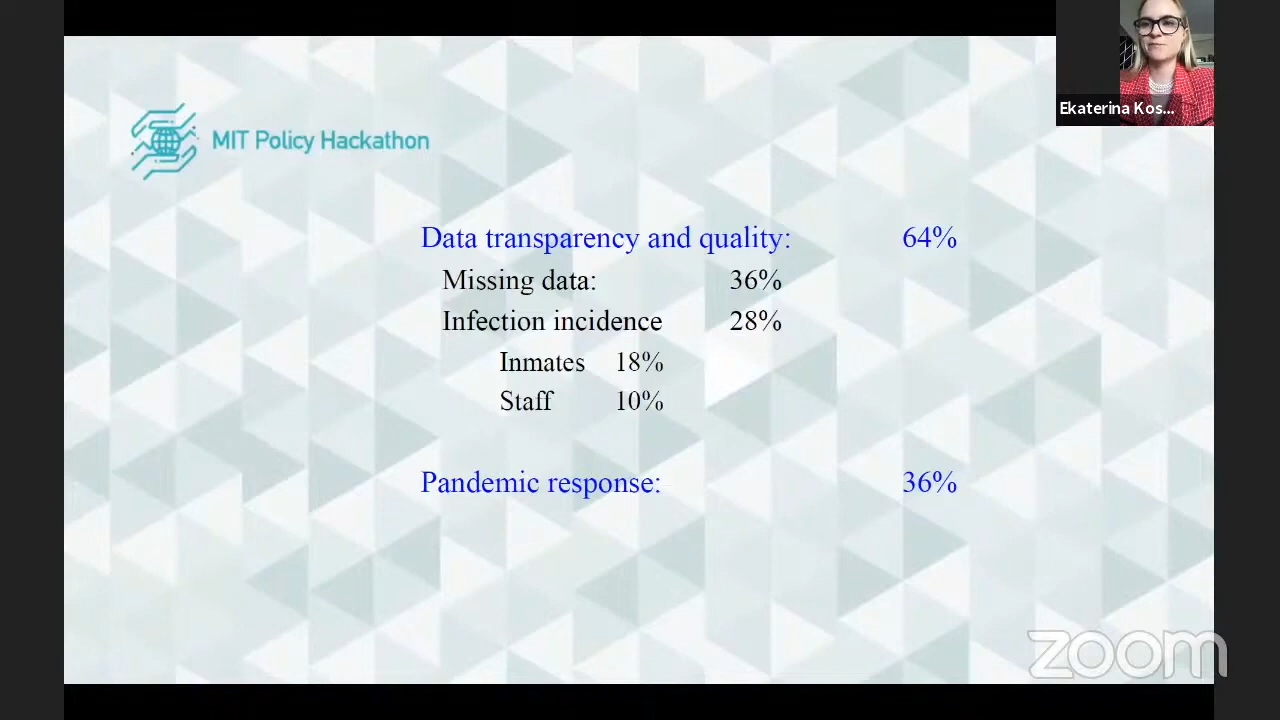 Ekaterina Kos...
MIT Policy Hackathon
Data transparency and quality: 64%
Missing data: 36%
Infection incidence 28%
Inmates 18%
Staff 10%
Pandemic response: 36%
zoom